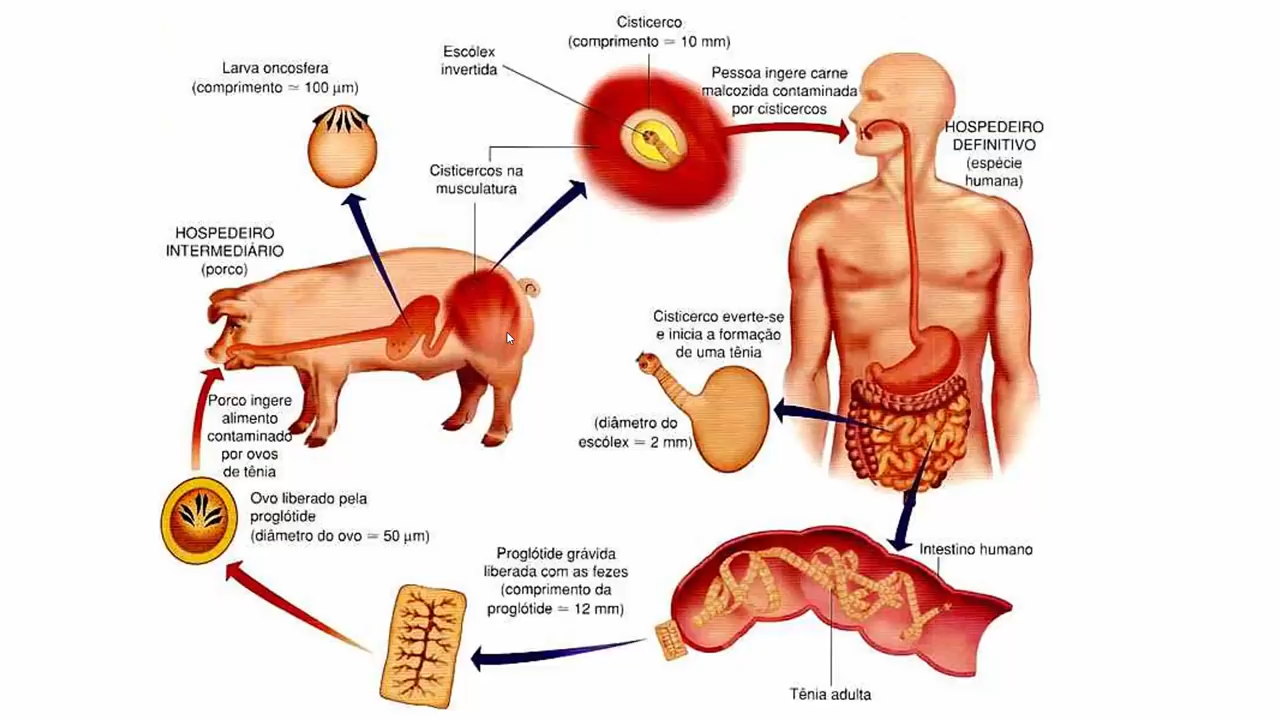 Cisticerco
(comprimento = 10 mm)
Escólex
invertida
Larva oncosfera
(comprimento = 100 µm)
Pessoa ingere carne
malcozida contaminada
por cisticercos
HOSPEDEIRO
DEFINITIVO
(espécie
humana)
Cisticercos na
musculatura
HOSPEDEIRO
INTERMEDIÁRIO
(porco)
Cisticerco everte-se
e inicia a formação
de uma tênia
(diâmetro do
escólex = 2 mm)
Porco ingere
alimento
contaminado
por ovos
de tênia
Ovo liberado pela
proglótide
(diâmetro do ovo = 50 µm)
Proglótide grávida
liberada com as fezes
(comprimento da
proglótide = 12 mm)
Intestino humano
Tênia adulta